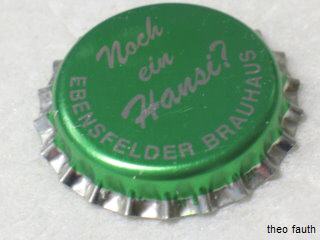 Noch
ein
Hansi?
EBENSFELDER BRAUHAUS
theo fauth